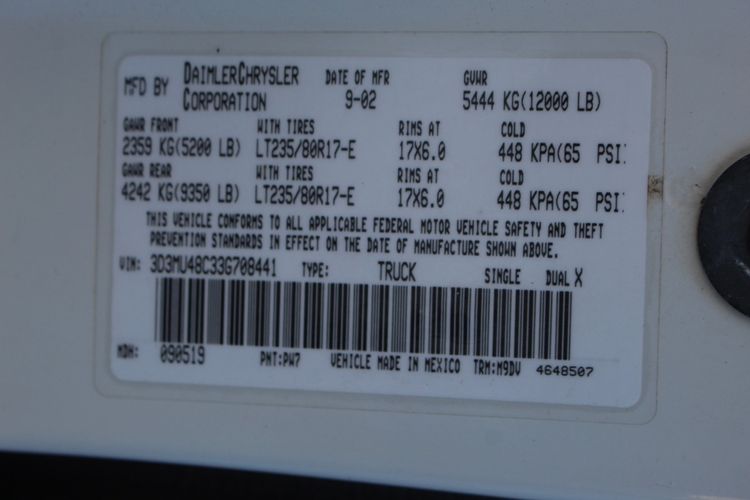 MFD BY DAIMLERCHRYSLER CORPORATION DATE OF MFR 9-02 GVWR 5444 KG(12000 LB)
GAWR FRONT WITH TIRES RIMS AT COLD
2359 KG(5200 LB) LT235/80R17-E 17X6.0 448 KPA(65 PSI)
GAWR REAR WITH TIRES RIMS AT COLD
4242 KG(9350 LB) LT235/80R17-E 17X6.0 448 KPA(65 PSI)
THIS VEHICLE CONFORMS TO ALL APPLICABLE FEDERAL MOTOR VEHICLE SAFETY AND THEFT
PREVENTION STANDARDS IN EFFECT ON THE DATE OF MANUFACTURE SHOWN ABOVE.
VIN: 3D3MU48C33G708441 TYPE: TRUCK SINGLE DUAL X
MDH: 090519 PNT:PW7 VEHICLE MADE IN MEXICO TRM:M9DV 4648507